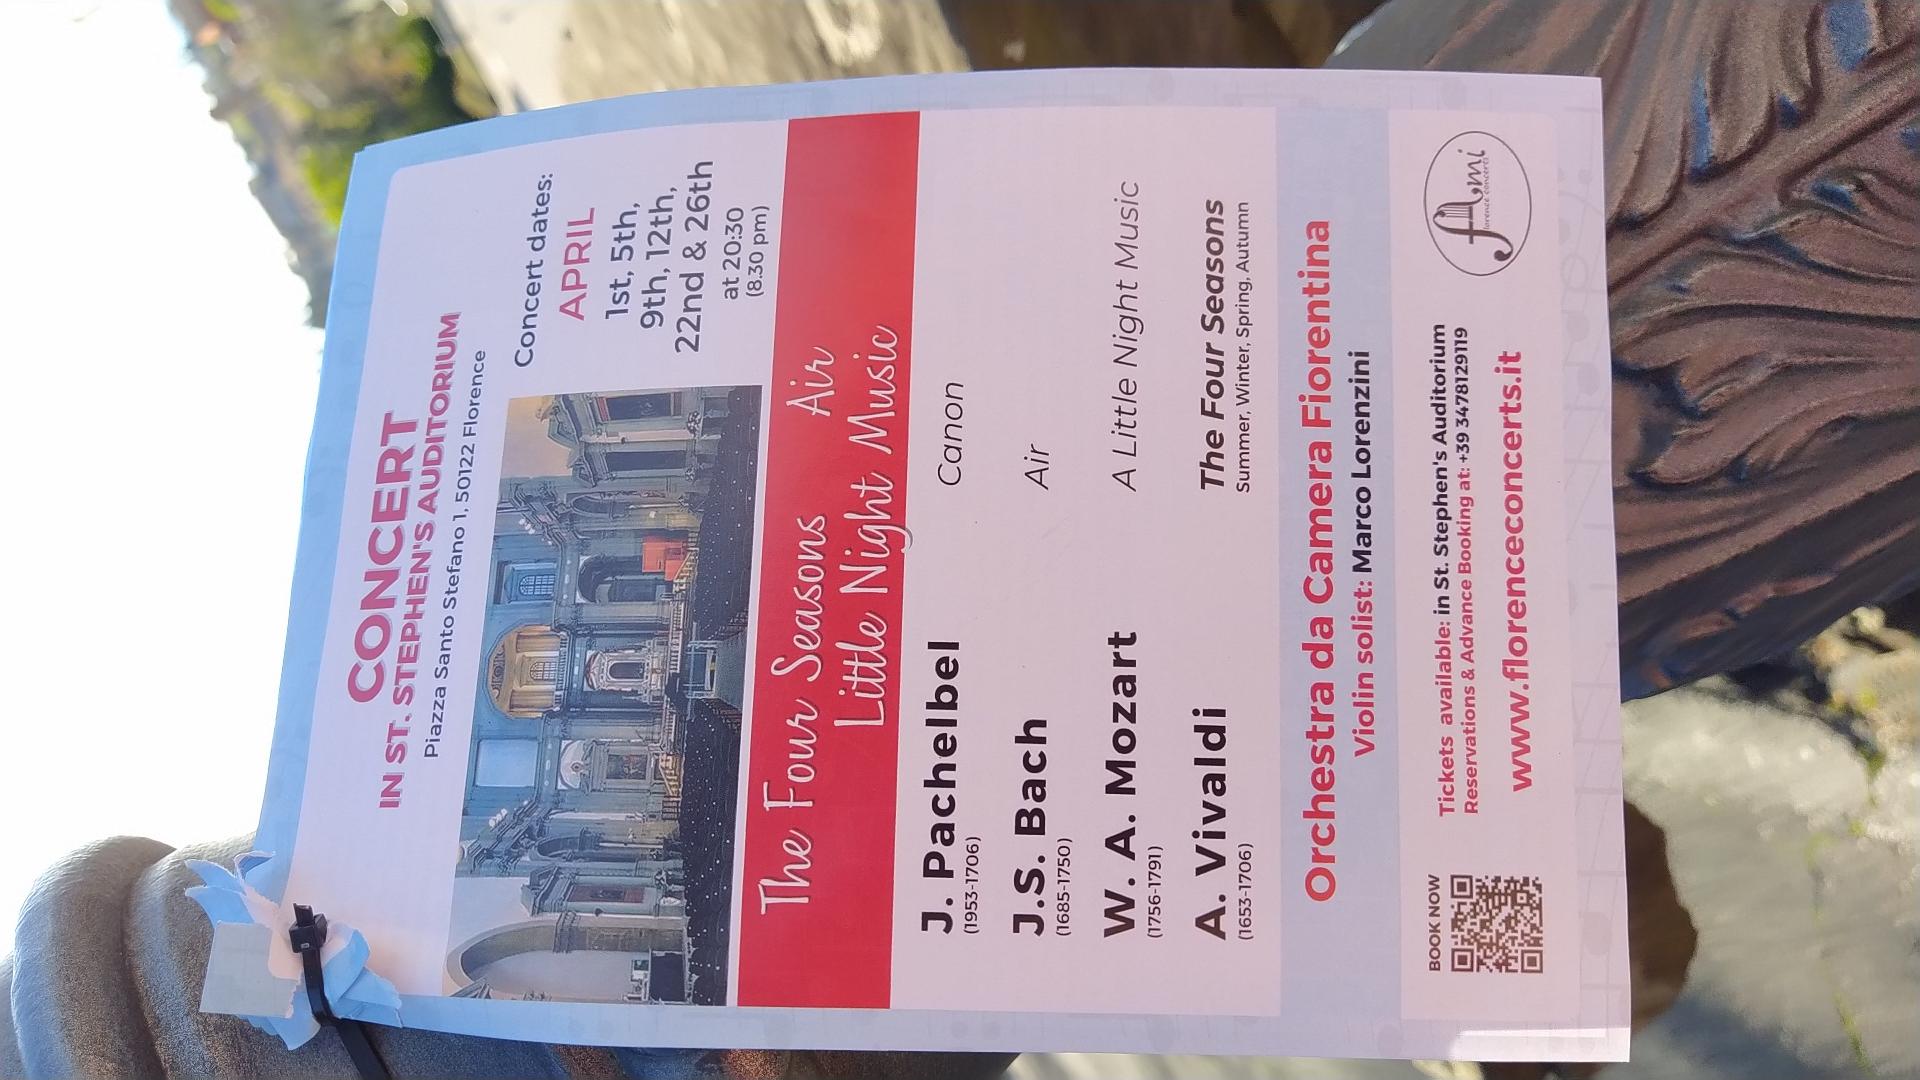 CONCERT
IN ST. STEPHEN'S AUDITORIUM
Piazza Santo Stefano 1, 50122 Florence
Concert dates:
APRIL
1st, 5th,
9th, 12th,
22nd & 26th
at 20:30
(8.30 pm)
The Four Seasons Air
Little Night Music
J. Pachelbel Canon
(1953-1706)
J.S. Bach Air
(1685-1750)
W. A. Mozart A Little Night Music
(1756-1791)
A. Vivaldi The Four Seasons
(1653-1706) Summer, Winter, Spring, Autumn
Orchestra da Camera Fiorentina
Violin solist: Marco Lorenzini
BOOK NOW
Tickets available: in St. Stephen's Auditorium
Reservations & Advance Booking at: +39 3478129119
www.florenceconcerts.it
Ami
florence concerts